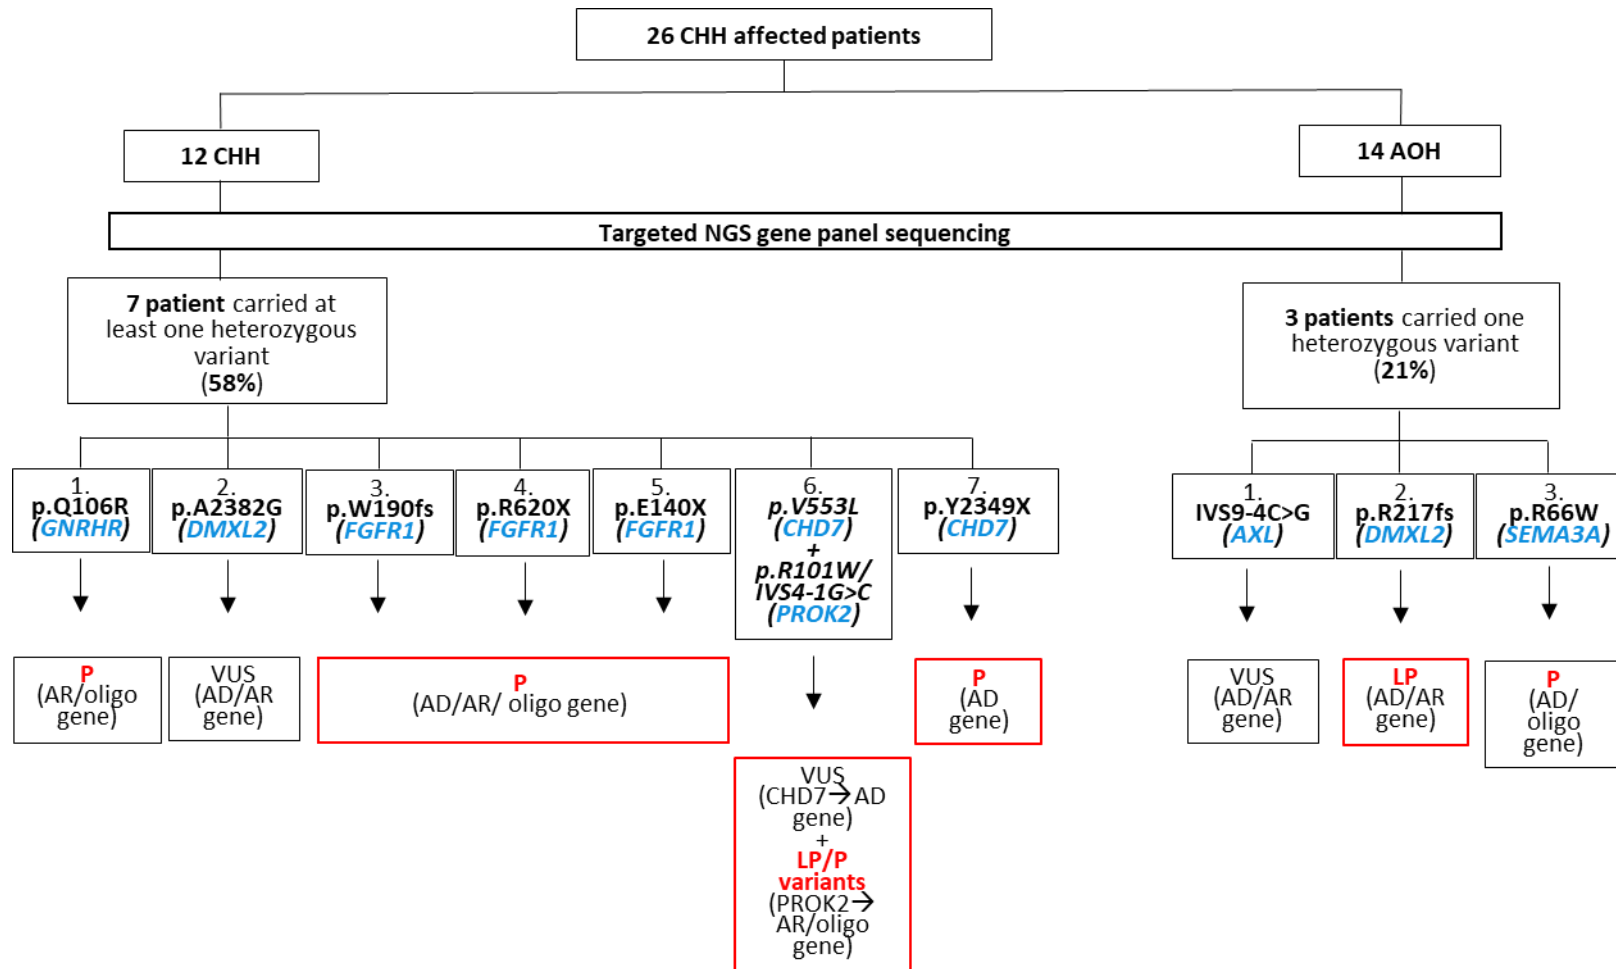 26 CHH affected patients
12 CHH
14 AOH
Targeted NGS gene panel sequencing
7 patient carried at
least one heterozygous
variant
(58%)
3 patients carried one
heterozygous variant
(21%)
1.
p.Q106R
(GNRHR)
2.
p.A2382G
(DMXL2)
3.
p.W190fs
(FGFR1)
4.
p.R620X
(FGFR1)
5.
p.E140X
(FGFR1)
6.
p.V553L
(CHD7)
+
p.R101W/
IVS4-1G>C
(PROK2)
7.
p.Y2349X
(CHD7)
1.
IVS9-4C>G
(AXL)
2.
p.R217fs
(DMXL2)
3.
p.R66W
(SEMA3A)
P
(AR/oligo
gene)
VUS
(AD/AR
gene)
P
(AD/AR/ oligo gene)
P
(AD
gene)
VUS
(AD/AR
gene)
LP
(AD/AR
gene)
P
(AD/
oligo
gene)
VUS
(CHD7→AD
gene)
+
LP/P
variants
(PROK2→
AR/oligo
gene)